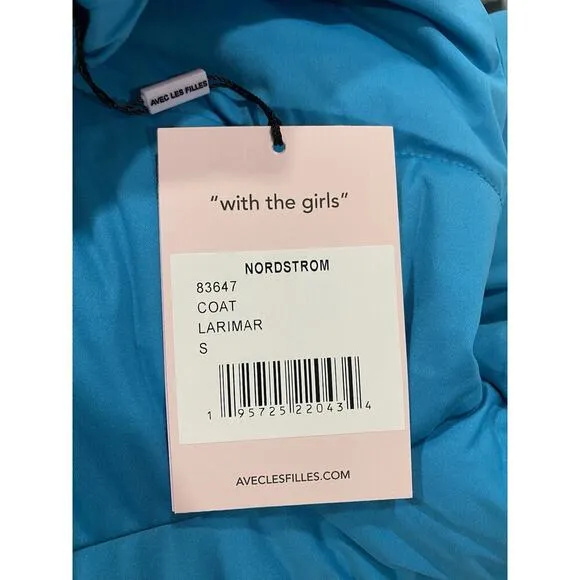 AVEC LES FILLES
"with the girls"
NORDSTROM
83647
COAT
LARIMAR
S
1 95725 22043 4
AVECLESFILLES.COM